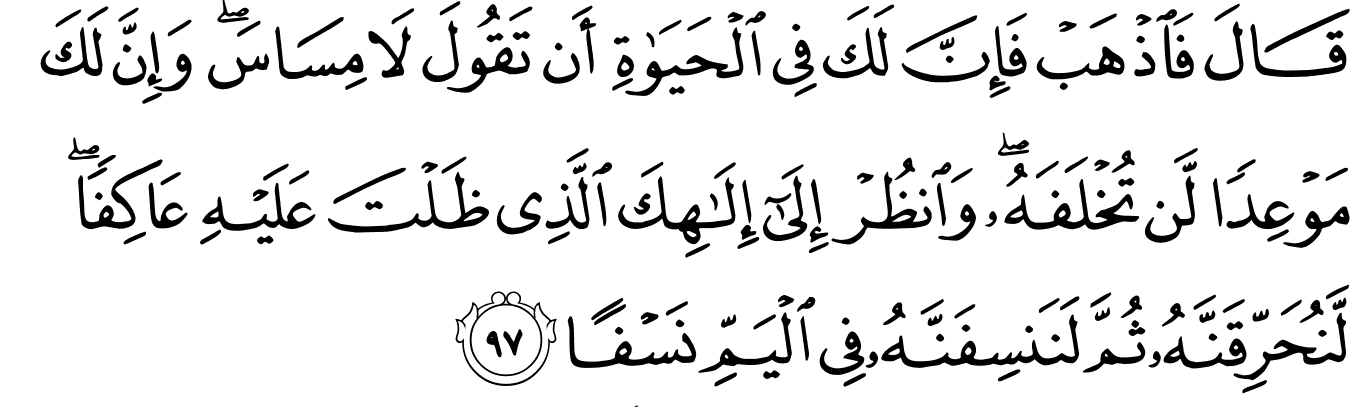 قَالَ فَٱذۡهَبۡ فَإِنَّ لَكَ فِي ٱلۡحَيَوٰةِ أَن تَقُولَ لَا مِسَاسَۖ وَإِنَّ لَكَ
مَوۡعِدٗا لَّن تُخۡلَفَهُۥۖ وَٱنظُرۡ إِلَىٰٓ إِلَٰهِكَ ٱلَّذِي ظَلۡتَ عَلَيۡهِ عَاكِفٗاۖ
لَّنُحَرِّقَنَّهُۥ ثُمَّ لَنَنسِفَنَّهُۥ فِي ٱلۡيَمِّ نَسۡفًا ٩٧